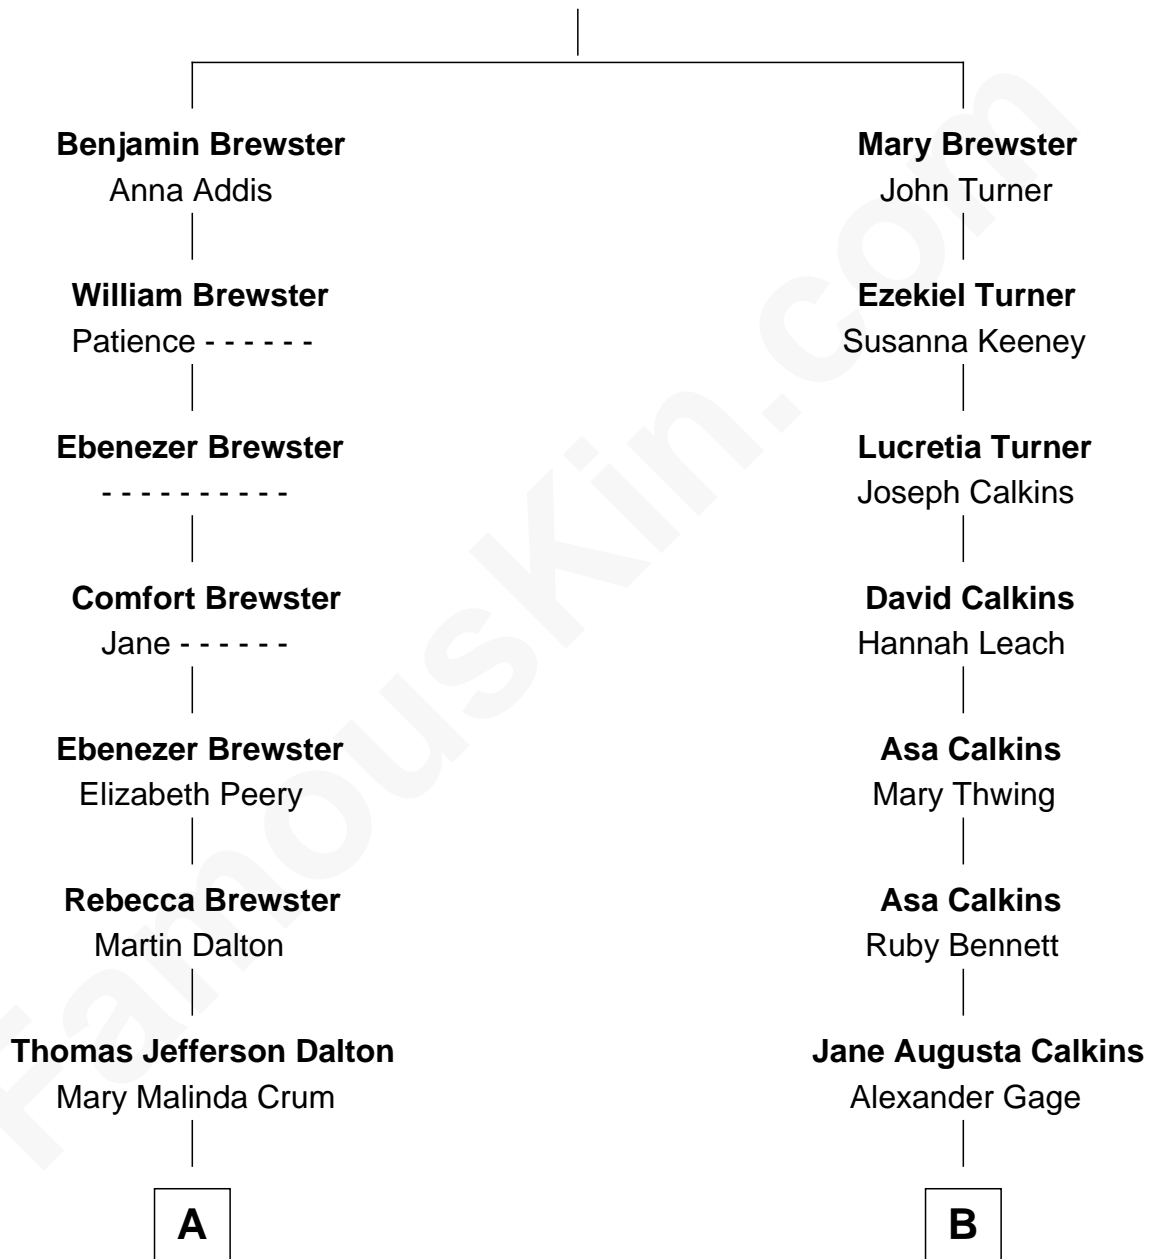 Benjamin Brewster
Anna Addis
Mary Brewster
John Turner
William Brewster
Patience - - - - - -
Ezekiel Turner
Susanna Keeney
Ebenezer Brewster
- - - - - - - - - -
Lucretia Turner
Joseph Calkins
Comfort Brewster
Jane - - - - - -
David Calkins
Hannah Leach
Ebenezer Brewster
Elizabeth Peery
Asa Calkins
Mary Thwing
Rebecca Brewster
Martin Dalton
Asa Calkins
Ruby Bennett
Thomas Jefferson Dalton
Mary Malinda Crum
Jane Augusta Calkins
Alexander Gage
A
B
FamousKin.com